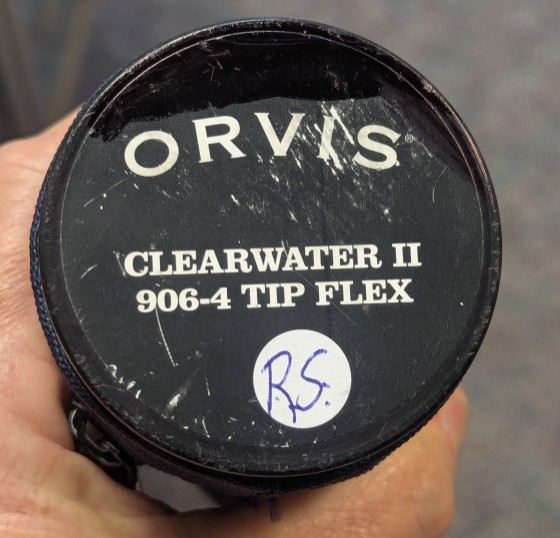 ORVIS
CLEARWATER II
906-4 TIP FLEX
R.S.